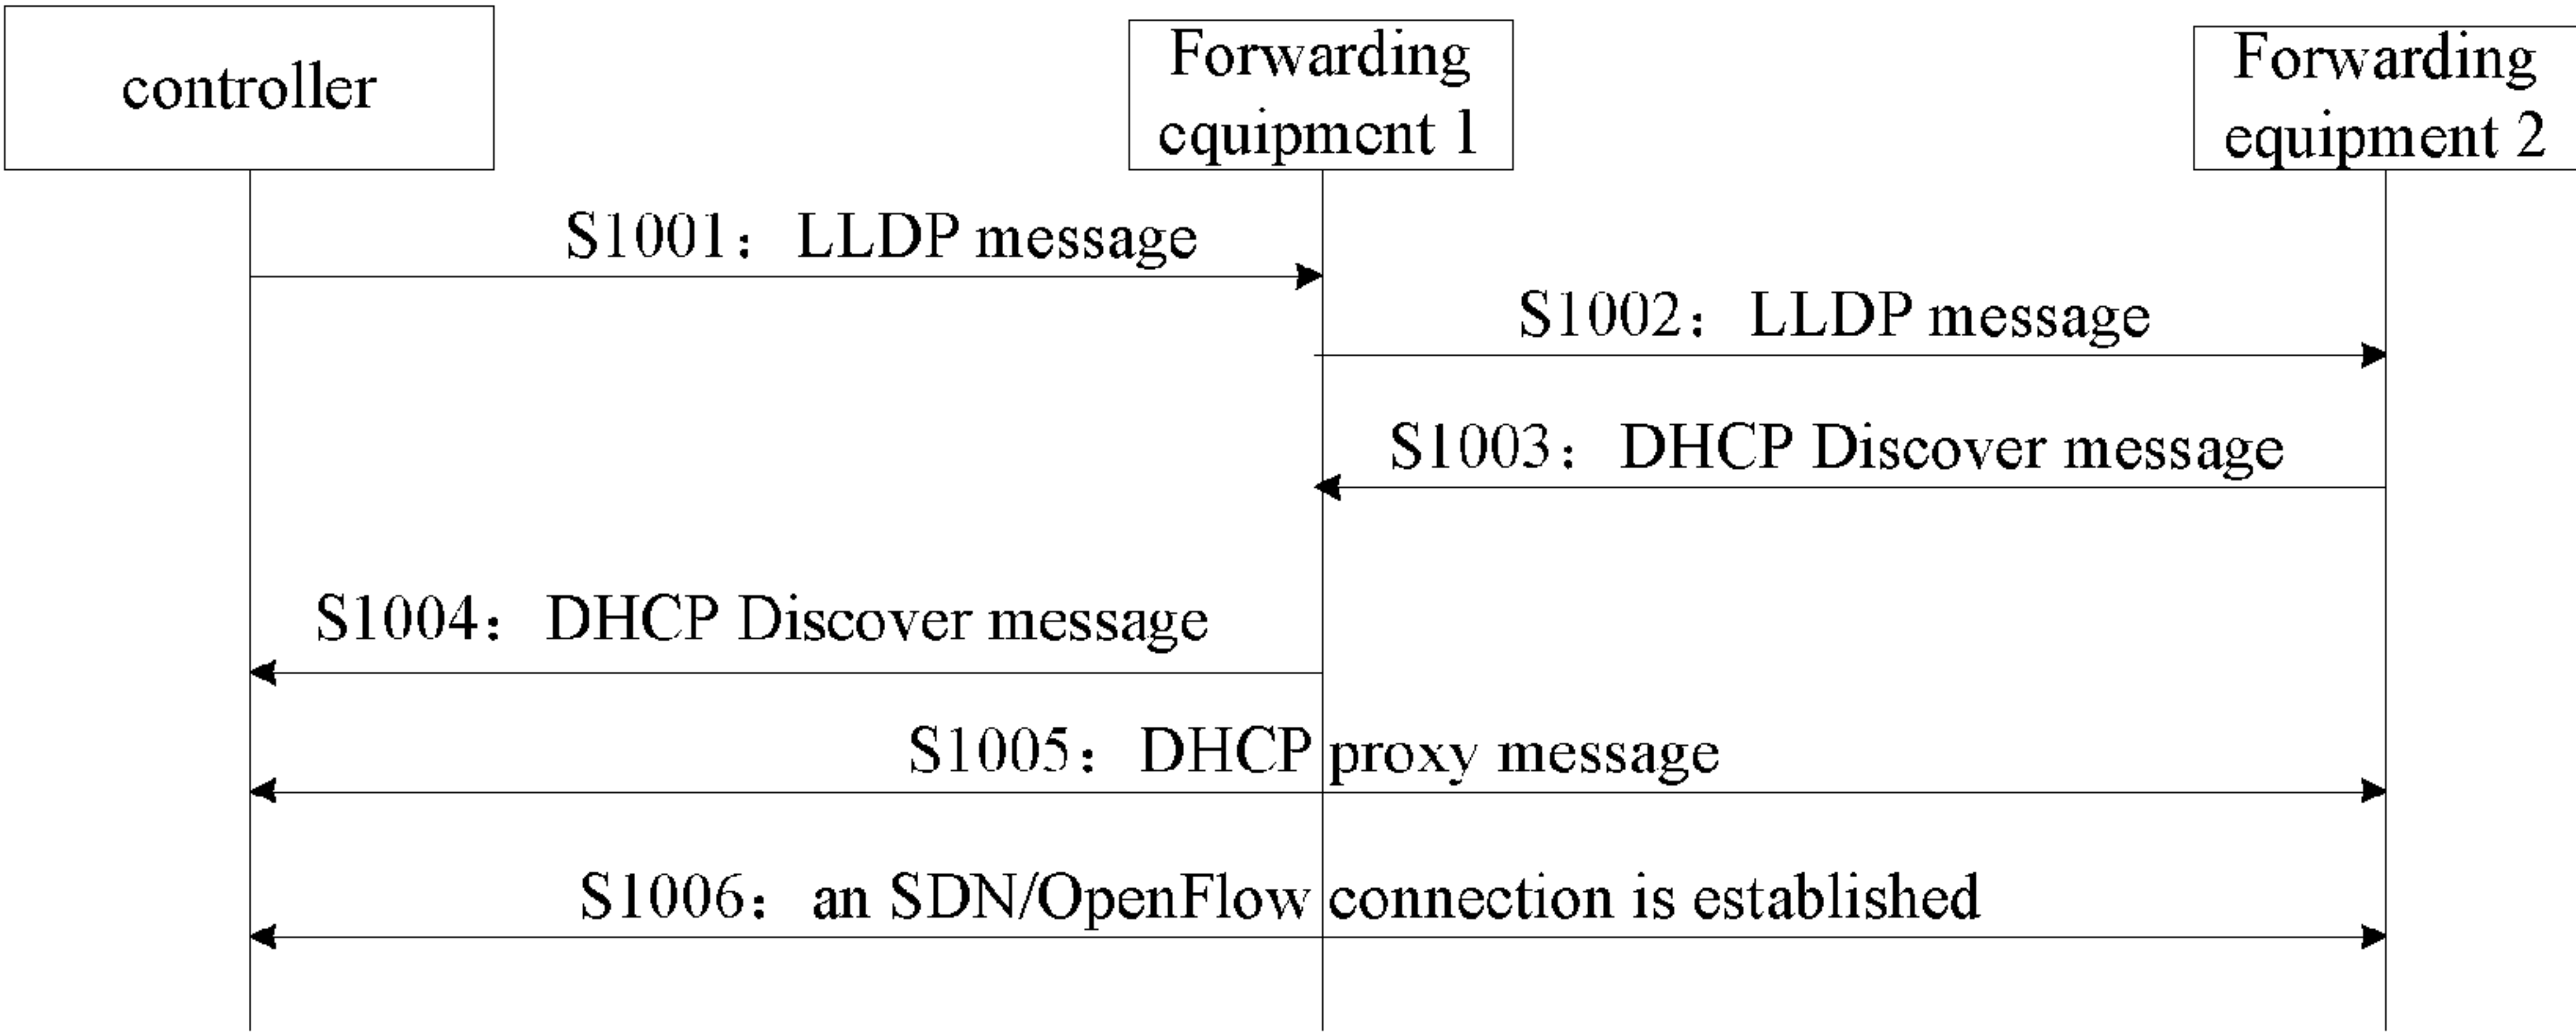 controller
Forwarding
equipment 1
Forwarding
equipment 2
S1001: LLDP message
S1002: LLDP message
S1003: DHCP Discover message
S1004: DHCP Discover message
S1005: DHCP proxy message
S1006: an SDN/OpenFlow connection is established